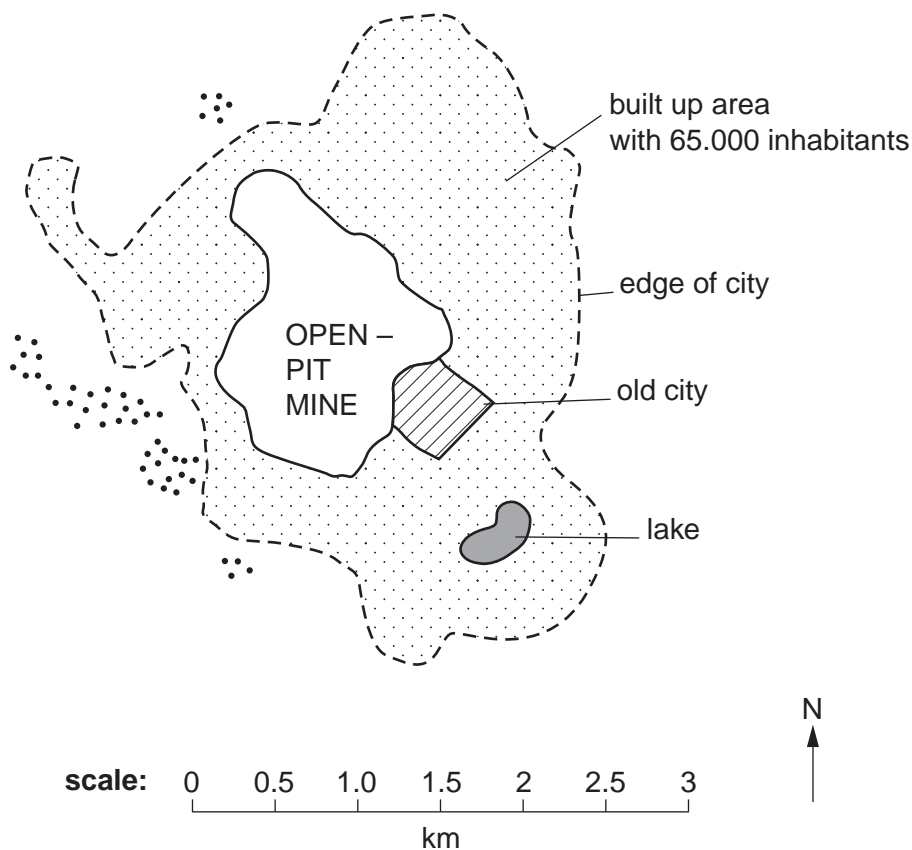 built up area
with 65.000 inhabitants
edge of city
OPEN –
PIT
MINE
old city
lake
N
scale: 0 0.5 1.0 1.5 2 2.5 3
km